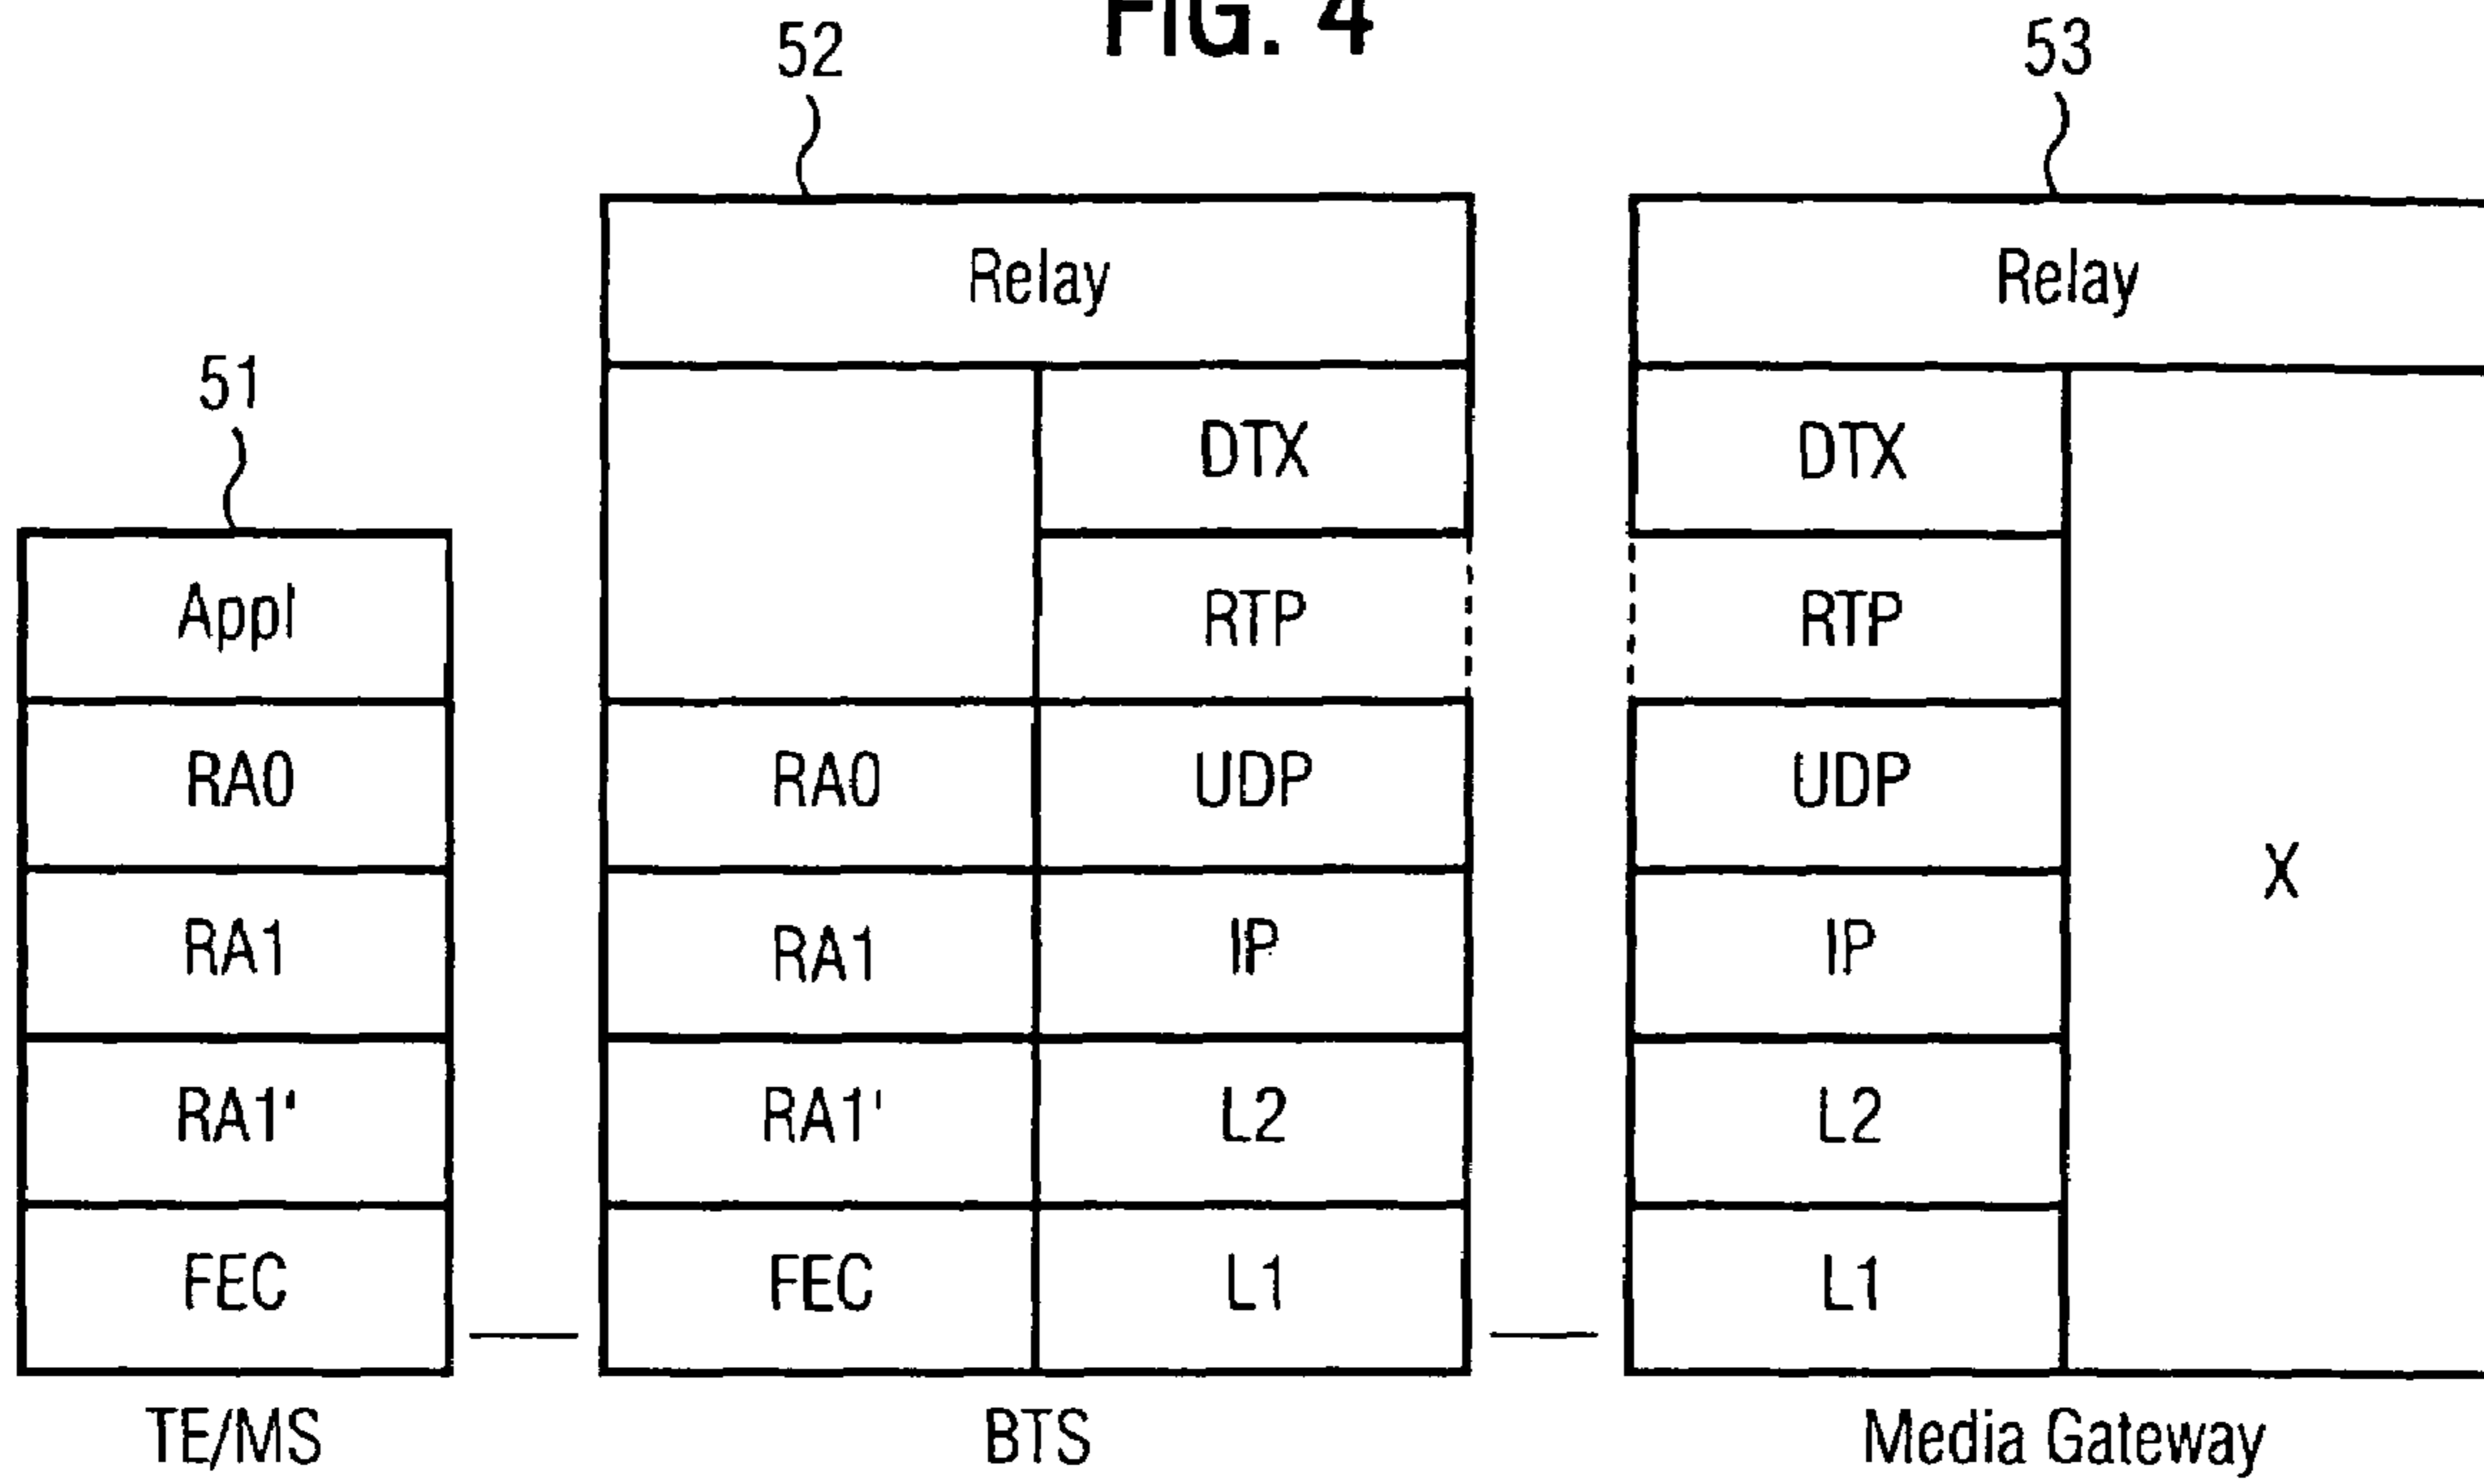 FIG. 4
52
53
51
Relay
Relay
DTX
DTX
Appl
RTP
RTP
RA0
RA0
UDP
UDP
RA1
RA1
IP
IP
X
RA1'
RA1'
L2
L2
FEC
FEC
L1
L1
TE/MS
BTS
Media Gateway